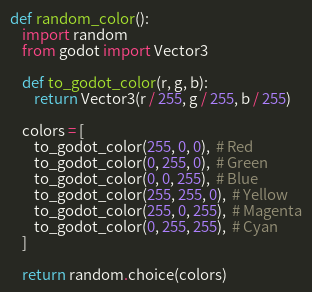 def random_color():
    import random
    from godot import Vector3

    def to_godot_color(r, g, b):
        return Vector3(r / 255, g / 255, b / 255)

    colors = [
        to_godot_color(255, 0, 0),  # Red
        to_godot_color(0, 255, 0),  # Green
        to_godot_color(0, 0, 255),  # Blue
        to_godot_color(255, 255, 0),  # Yellow
        to_godot_color(255, 0, 255),  # Magenta
        to_godot_color(0, 255, 255),  # Cyan
    ]

    return random.choice(colors)